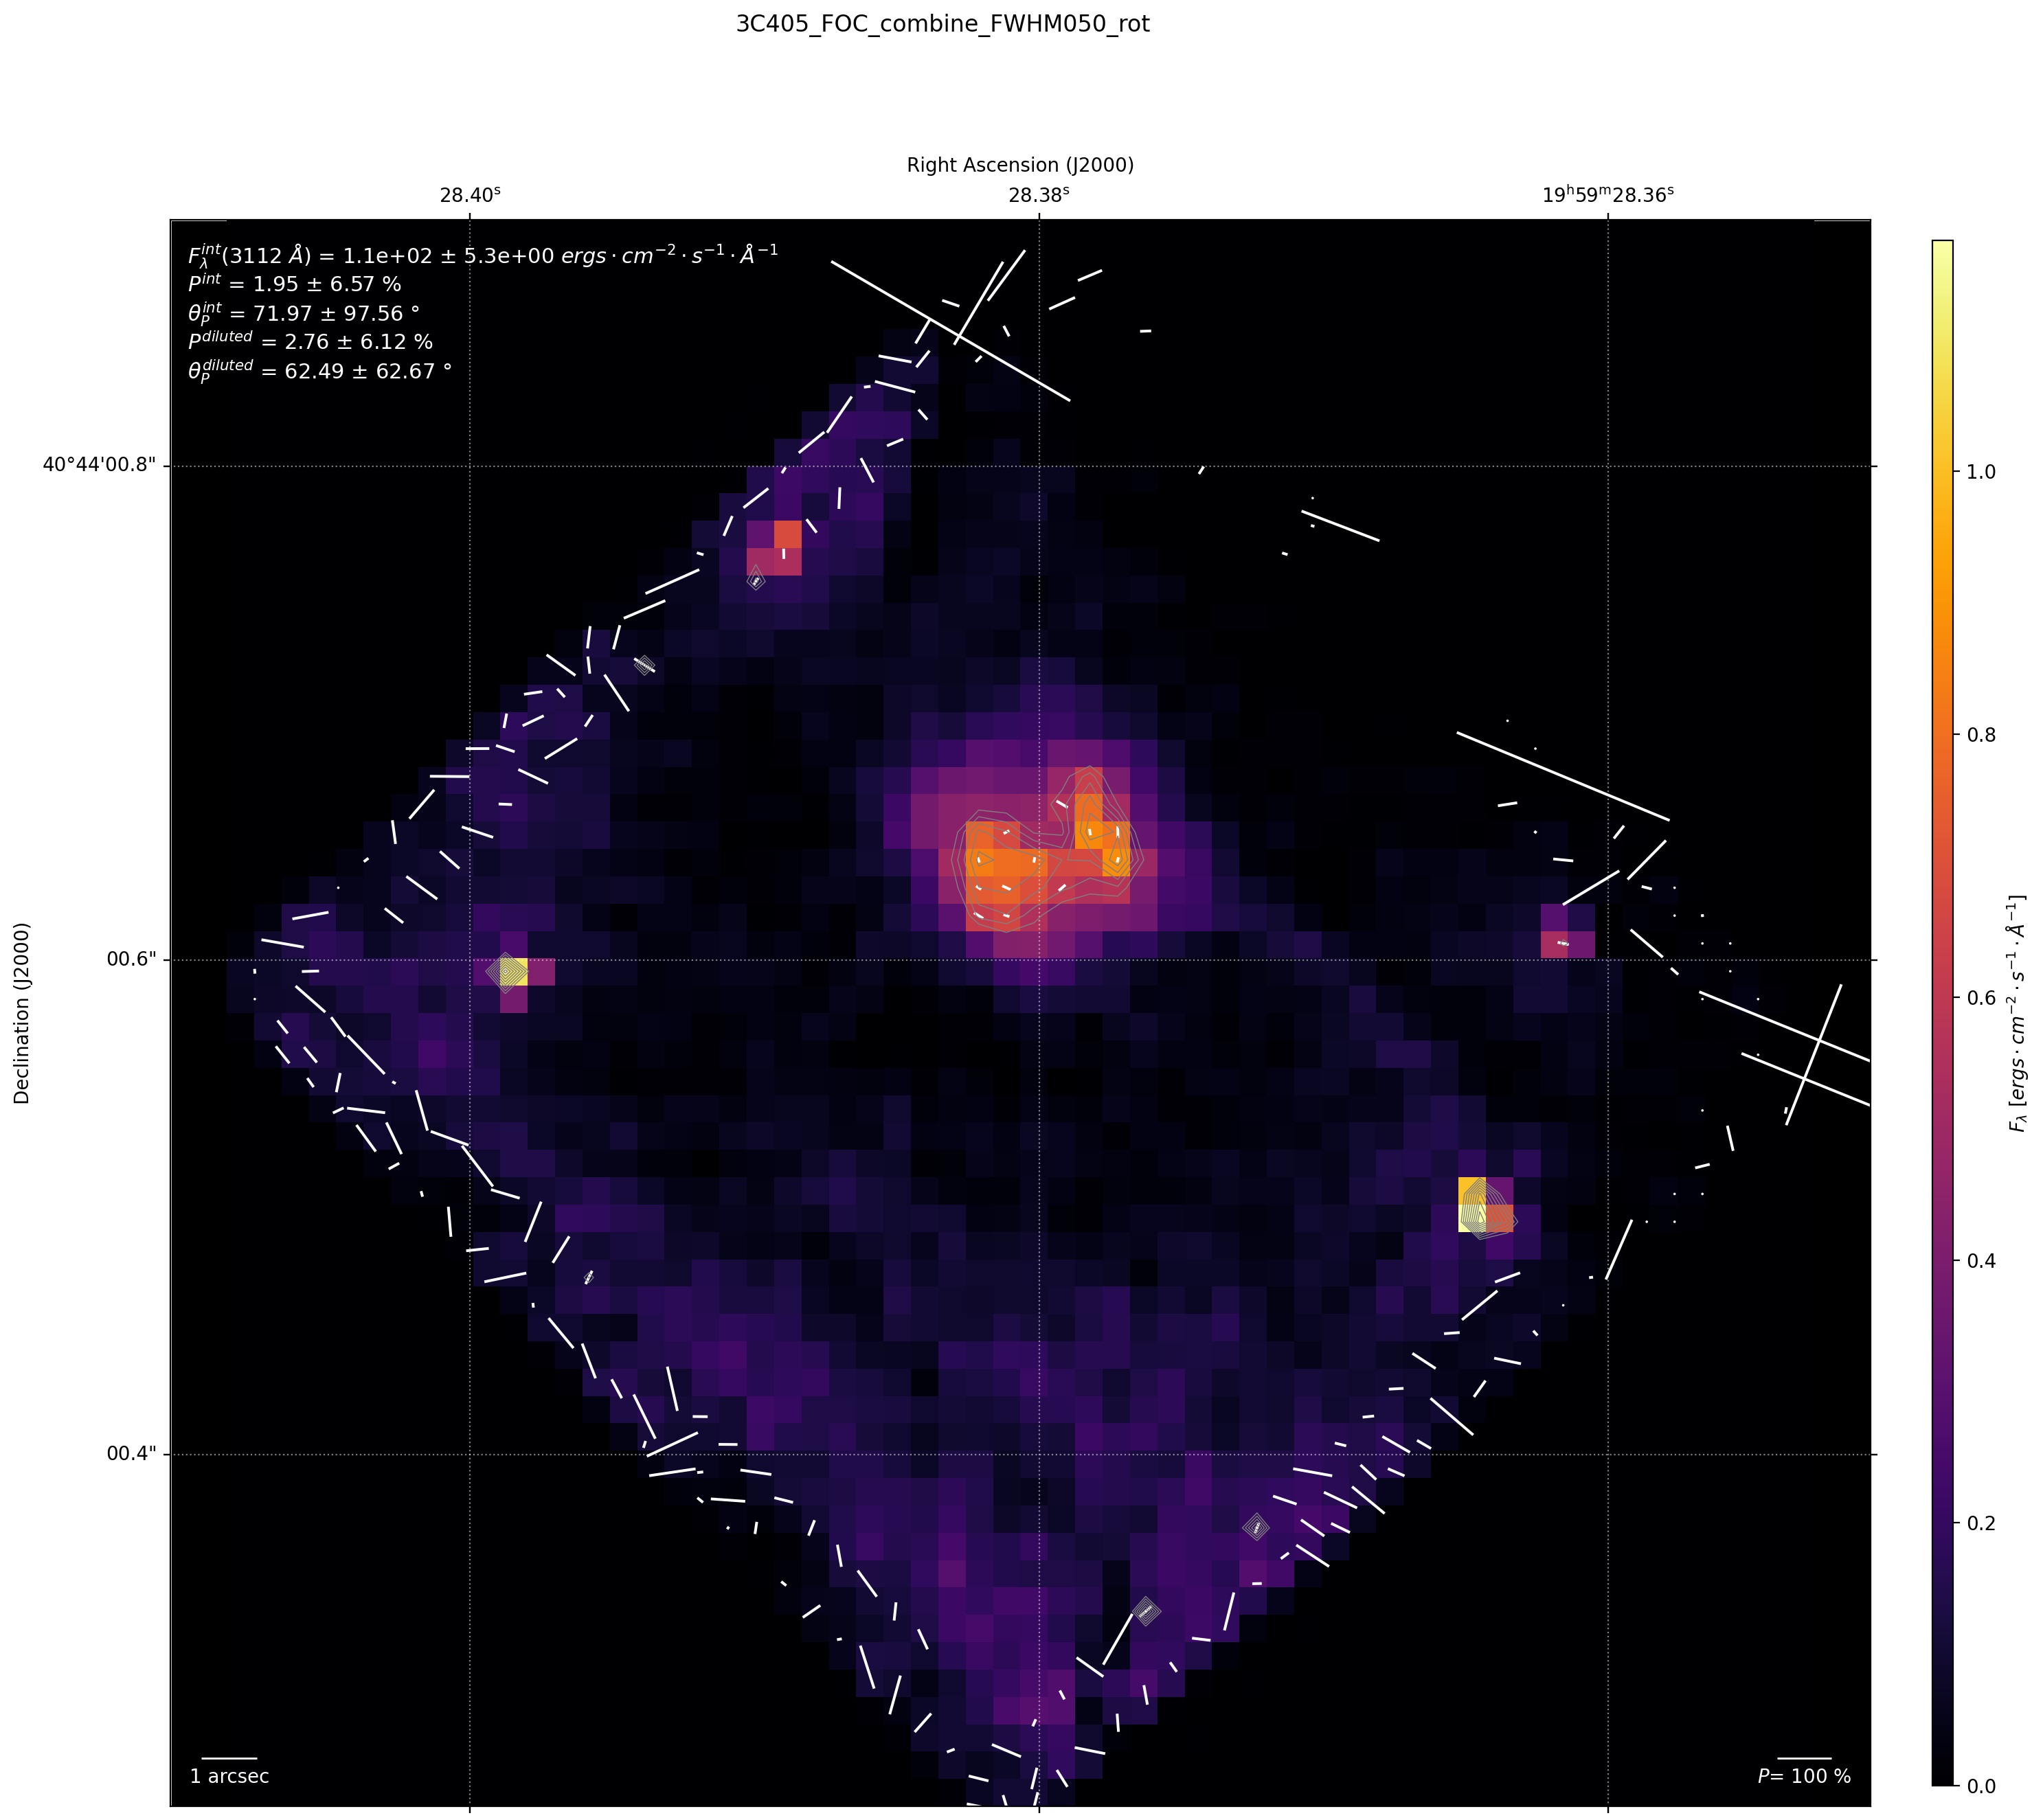 3C405_FOC_combine_FWHM050_rot
Right Ascension (J2000)
28.40ˢ 28.38ˢ 19ʰ59ᵐ28.36ˢ
F_λ^int(3112 Å) = 1.1e+02 ± 5.3e+00 ergs·cm⁻²·s⁻¹·Å⁻¹
P^int = 1.95 ± 6.57 %
θ_P^int = 71.97 ± 97.56 °
P^diluted = 2.76 ± 6.12 %
θ_P^diluted = 62.49 ± 62.67 °
40°44'00.8"
00.6"
00.4"
Declination (J2000)
1 arcsec
P= 100 %
1.0
0.8
0.6
0.4
0.2
0.0
F_λ [ergs·cm⁻²·s⁻¹·Å⁻¹]